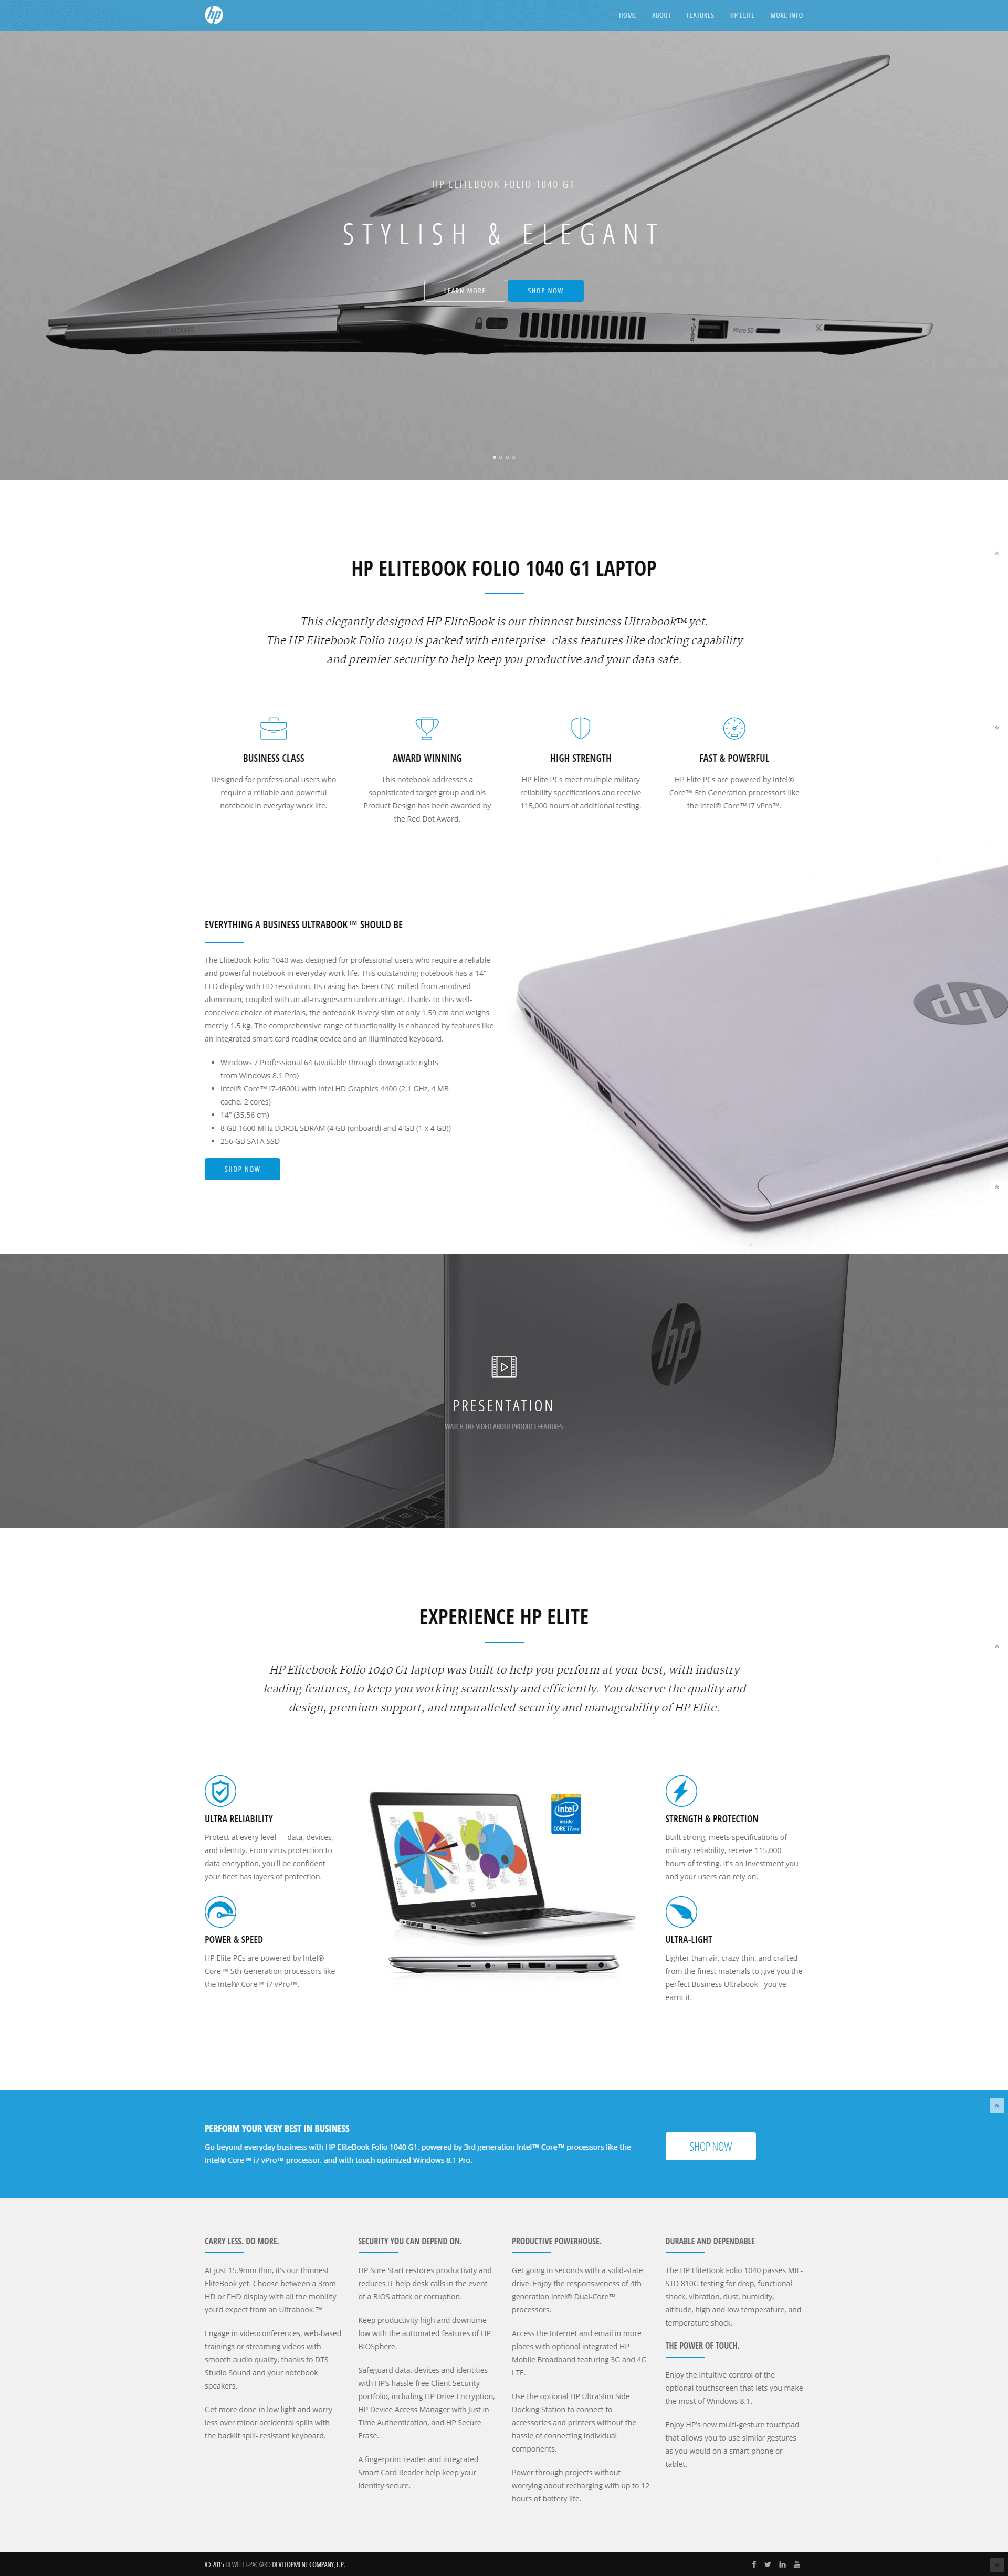 hp
HOME ABOUT FEATURES HP ELITE MORE INFO
HP ELITEBOOK FOLIO 1040 G1
STYLISH & ELEGANT
LEARN MORE SHOP NOW
HEWLETT-PACKARD
Micro SD
SC
HP ELITEBOOK FOLIO 1040 G1 LAPTOP
This elegantly designed HP EliteBook is our thinnest business Ultrabook™ yet.
The HP Elitebook Folio 1040 is packed with enterprise-class features like docking capability
and premier security to help keep you productive and your data safe.
BUSINESS CLASS
Designed for professional users who
require a reliable and powerful
notebook in everyday work life.
AWARD WINNING
This notebook addresses a
sophisticated target group and his
Product Design has been awarded by
the Red Dot Award.
HIGH STRENGTH
HP Elite PCs meet multiple military
reliability specifications and receive
115,000 hours of additional testing.
FAST & POWERFUL
HP Elite PCs are powered by Intel®
Core™ 5th Generation processors like
the Intel® Core™ i7 vPro™.
EVERYTHING A BUSINESS ULTRABOOK™ SHOULD BE
The EliteBook Folio 1040 was designed for professional users who require a reliable
and powerful notebook in everyday work life. This outstanding notebook has a 14"
LED display with HD resolution. Its casing has been CNC-milled from anodised
aluminium, coupled with an all-magnesium undercarriage. Thanks to this well-
conceived choice of materials, the notebook is very slim at only 1.59 cm and weighs
merely 1.5 kg. The comprehensive range of functionality is enhanced by features like
an integrated smart card reading device and an illuminated keyboard.
• Windows 7 Professional 64 (available through downgrade rights
from Windows 8.1 Pro)
• Intel® Core™ i7-4600U with Intel HD Graphics 4400 (2.1 GHz, 4 MB
cache, 2 cores)
• 14" (35.56 cm)
• 8 GB 1600 MHz DDR3L SDRAM (4 GB (onboard) and 4 GB (1 x 4 GB))
• 256 GB SATA SSD
SHOP NOW
hp
hp
PRESENTATION
WATCH THE VIDEO ABOUT PRODUCT FEATURES
EXPERIENCE HP ELITE
HP Elitebook Folio 1040 G1 laptop was built to help you perform at your best, with industry
leading features, to keep you working seamlessly and efficiently. You deserve the quality and
design, premium support, and unparalleled security and manageability of HP Elite.
ULTRA RELIABILITY
Protect at every level — data, devices,
and identity. From virus protection to
data encryption, you'll be confident
your fleet has layers of protection.
POWER & SPEED
HP Elite PCs are powered by Intel®
Core™ 5th Generation processors like
the Intel® Core™ i7 vPro™.
intel
inside
CORE i7 vPro
STRENGTH & PROTECTION
Built strong, meets specifications of
military reliability, receive 115,000
hours of testing. It's an investment you
and your users can rely on.
ULTRA-LIGHT
Lighter than air, crazy thin, and crafted
from the finest materials to give you the
perfect Business Ultrabook - you've
earnt it.
PERFORM YOUR VERY BEST IN BUSINESS
Go beyond everyday business with HP EliteBook Folio 1040 G1, powered by 3rd generation Intel™ Core™ processors like the
Intel® Core™ i7 vPro™ processor, and with touch optimized Windows 8.1 Pro.
SHOP NOW
CARRY LESS. DO MORE.
At just 15.9mm thin, it's our thinnest
EliteBook yet. Choose between a 3mm
HD or FHD display with all the mobility
you'd expect from an Ultrabook.™
Engage in videoconferences, web-based
trainings or streaming videos with
smooth audio quality, thanks to DTS
Studio Sound and your notebook
speakers.
Get more done in low light and worry
less over minor accidental spills with
the backlit spill- resistant keyboard.
SECURITY YOU CAN DEPEND ON.
HP Sure Start restores productivity and
reduces IT help desk calls in the event
of a BIOS attack or corruption.
Keep productivity high and downtime
low with the automated features of HP
BIOSphere.
Safeguard data, devices and identities
with HP's hassle-free Client Security
portfolio, including HP Drive Encryption,
HP Device Access Manager with Just in
Time Authentication, and HP Secure
Erase.
A fingerprint reader and integrated
Smart Card Reader help keep your
identity secure.
PRODUCTIVE POWERHOUSE.
Get going in seconds with a solid-state
drive. Enjoy the responsiveness of 4th
generation Intel® Dual-Core™
processors.
Access the Internet and email in more
places with optional integrated HP
Mobile Broadband featuring 3G and 4G
LTE.
Use the optional HP UltraSlim Side
Docking Station to connect to
accessories and printers without the
hassle of connecting individual
components.
Power through projects without
worrying about recharging with up to 12
hours of battery life.
DURABLE AND DEPENDABLE
The HP EliteBook Folio 1040 passes MIL-
STD 810G testing for drop, functional
shock, vibration, dust, humidity,
altitude, high and low temperature, and
temperature shock.
THE POWER OF TOUCH.
Enjoy the intuitive control of the
optional touchscreen that lets you make
the most of Windows 8.1.
Enjoy HP's new multi-gesture touchpad
that allows you to use similar gestures
as you would on a smart phone or
tablet.
© 2015 HEWLETT-PACKARD DEVELOPMENT COMPANY, L.P.